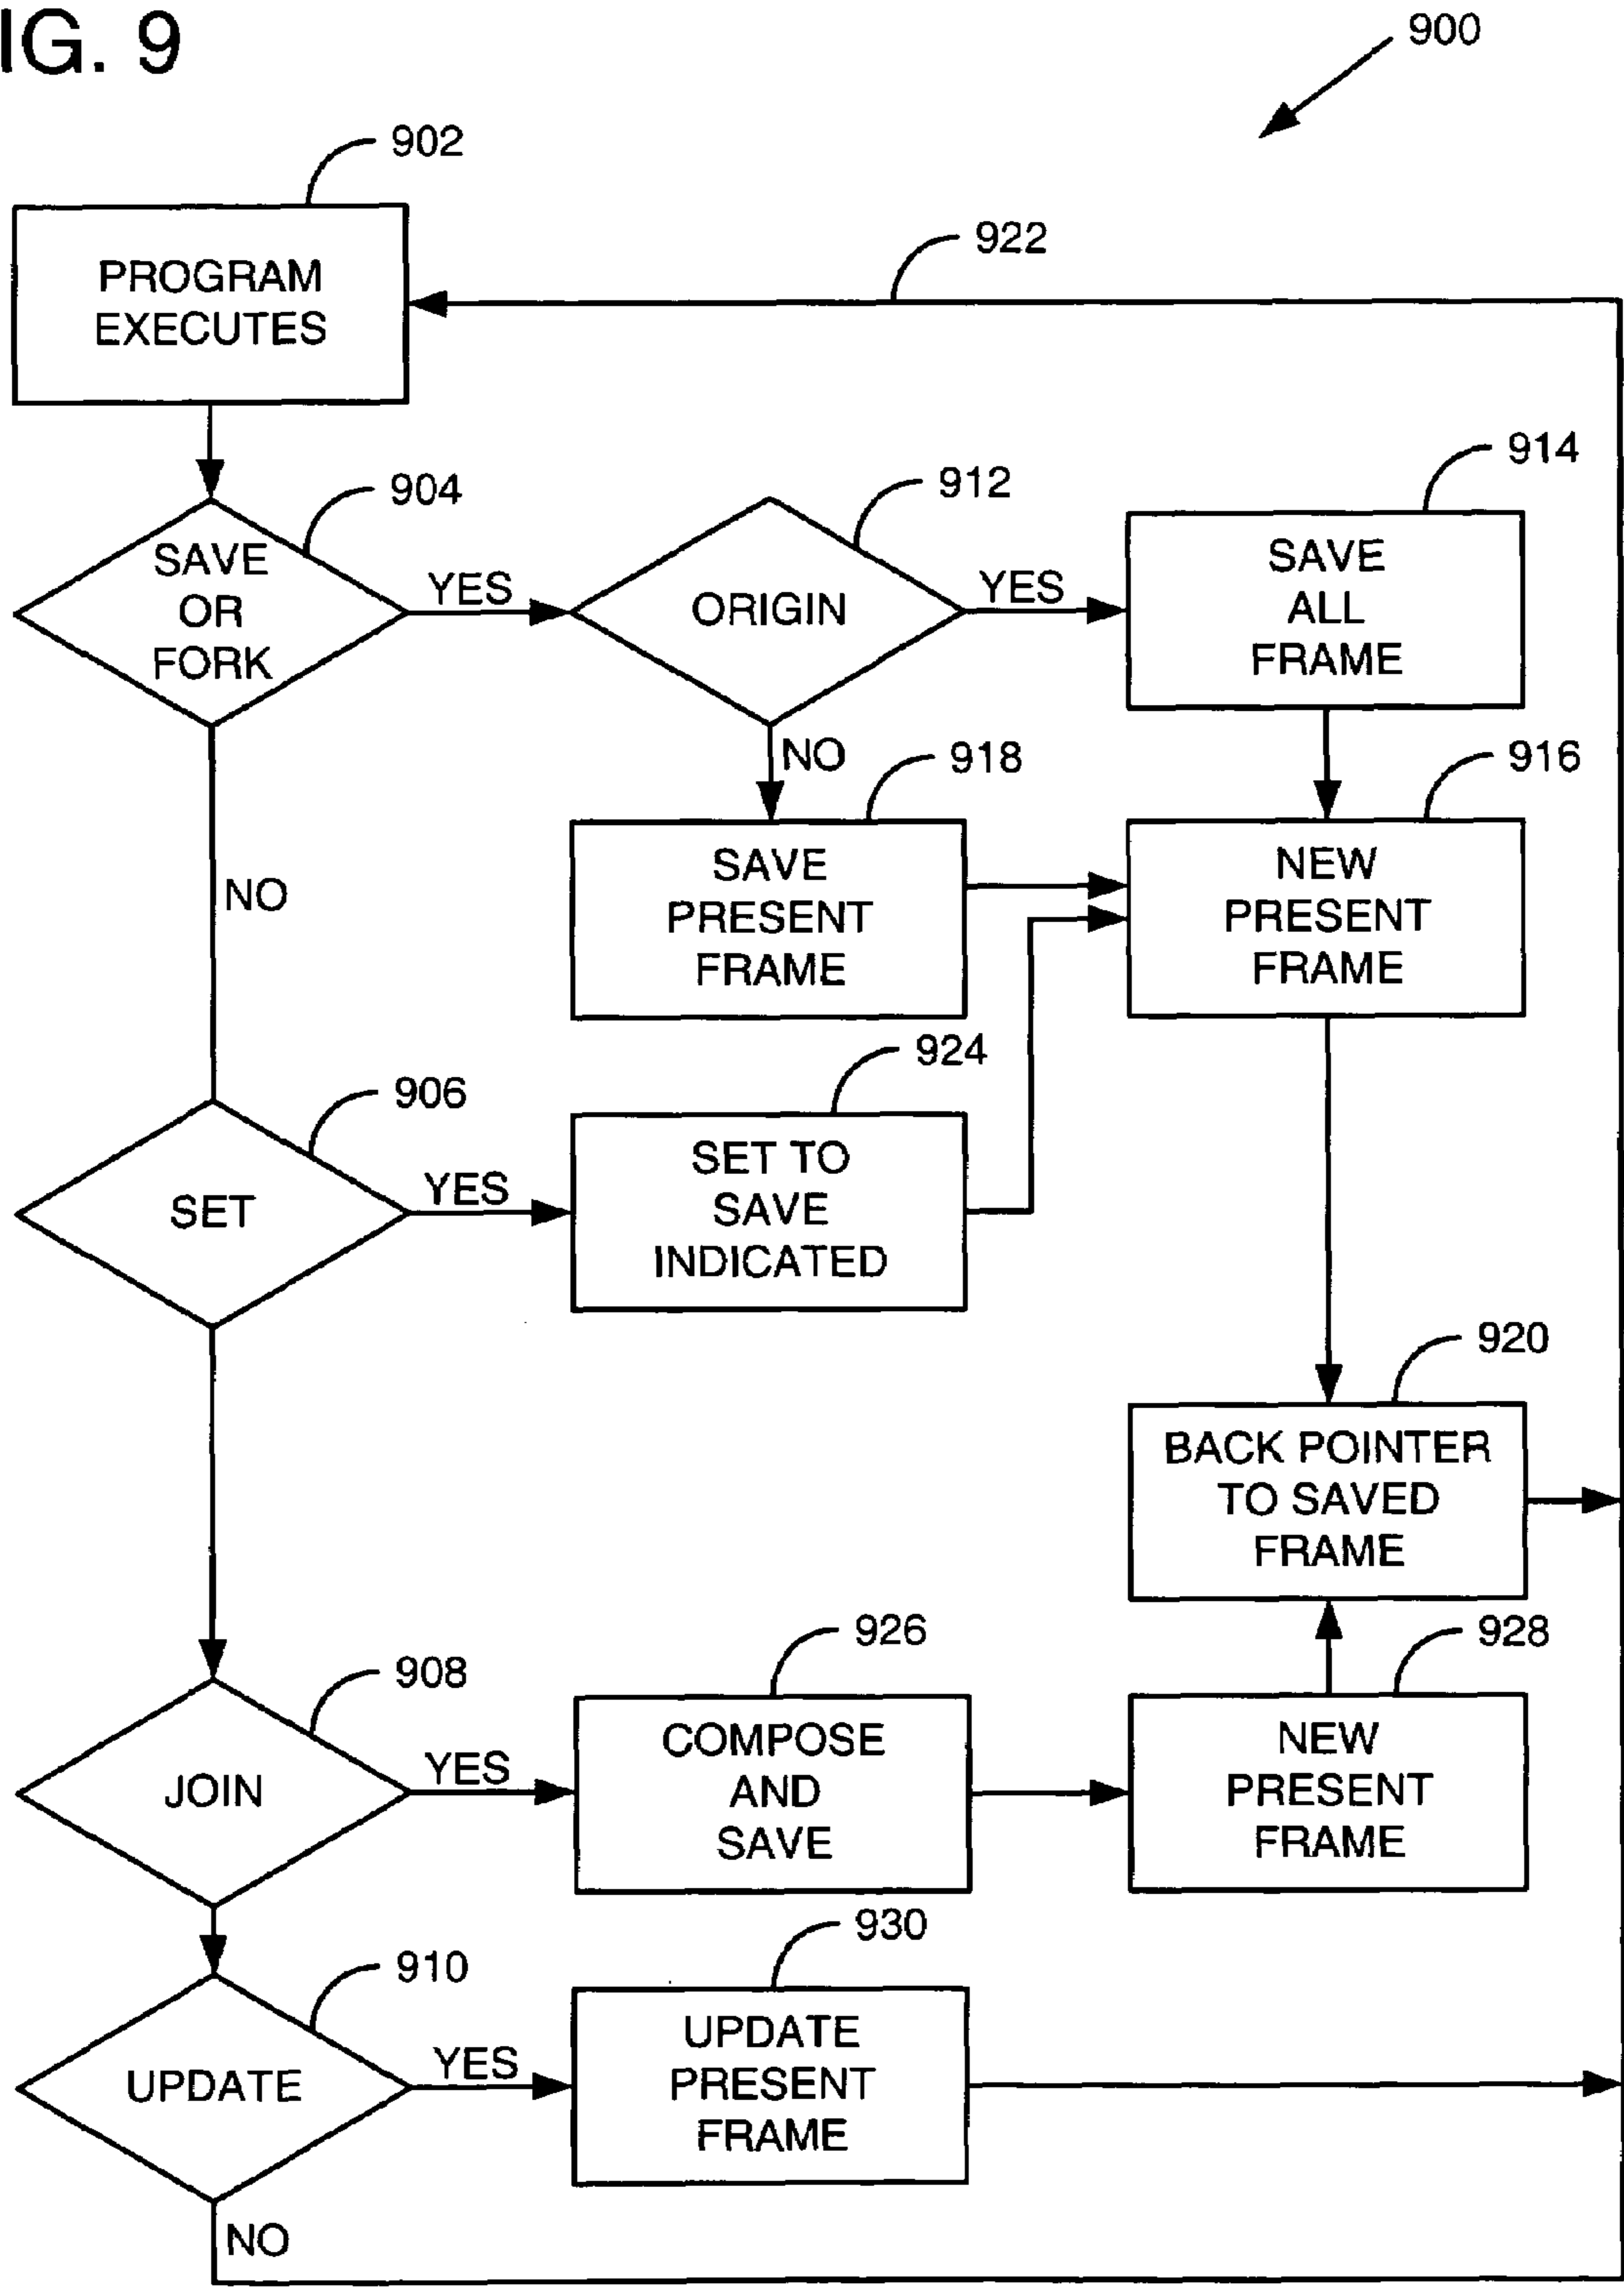 IG. 9
900
902
PROGRAM
EXECUTES
922
904
SAVE
OR
FORK
YES
912
ORIGIN
YES
914
SAVE
ALL
FRAME
NO
NO
918
SAVE
PRESENT
FRAME
916
NEW
PRESENT
FRAME
906
SET
YES
924
SET TO
SAVE
INDICATED
920
BACK POINTER
TO SAVED
FRAME
908
JOIN
YES
926
COMPOSE
AND
SAVE
928
NEW
PRESENT
FRAME
910
UPDATE
YES
930
UPDATE
PRESENT
FRAME
NO